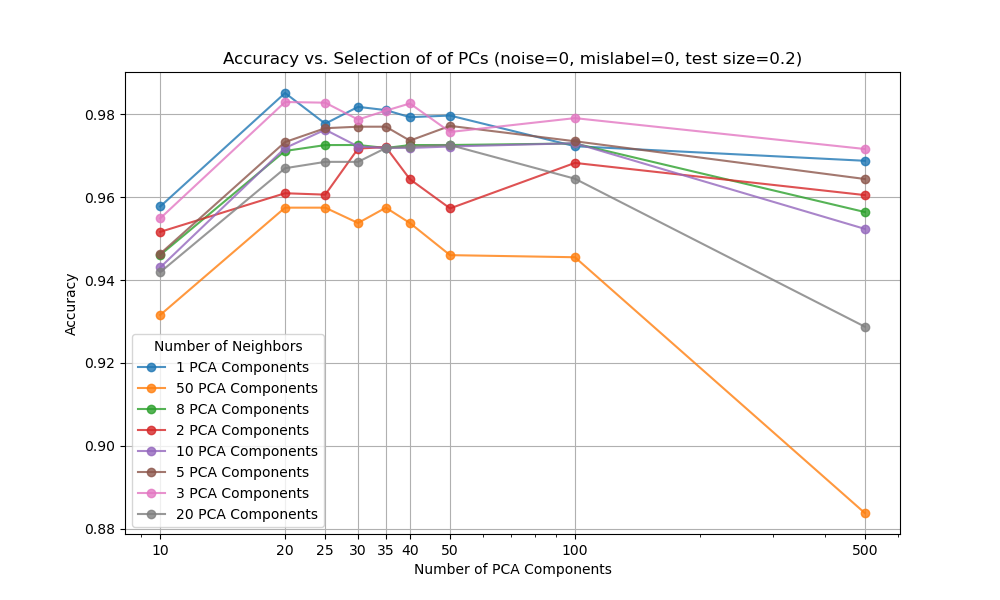 Accuracy vs. Selection of of PCs (noise=0, mislabel=0, test size=0.2)
0.98
0.96
0.94
0.92
0.90
0.88
Accuracy
Number of Neighbors
1 PCA Components
50 PCA Components
8 PCA Components
2 PCA Components
10 PCA Components
5 PCA Components
3 PCA Components
20 PCA Components
10 20 25 30 35 40 50 100 500
Number of PCA Components